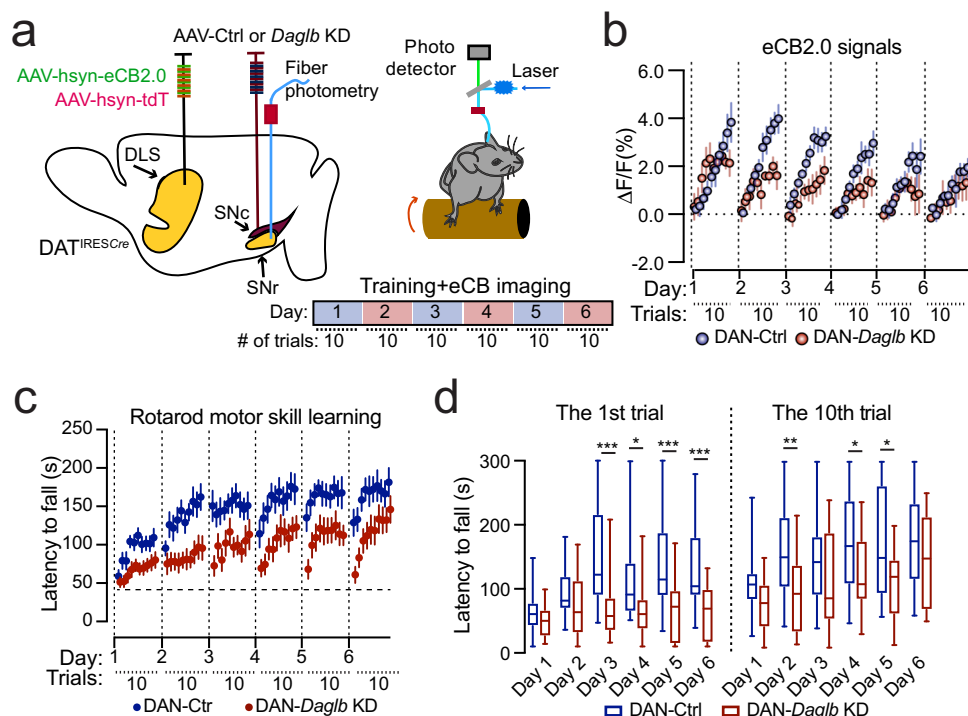 a
AAV-Ctrl or Daglb KD
AAV-hsyn-eCB2.0
AAV-hsyn-tdT
Fiber
photometry
DLS
SNc
DAT^IRESCre
SNr
Photo
detector
Laser
Training+eCB imaging
Day: 1 2 3 4 5 6
# of trials: 10 10 10 10 10 10
b
eCB2.0 signals
ΔF/F(%)
6.0
4.0
2.0
0.0
-2.0
1 2 3 4 5 6
Day:
Trials: 10 10 10 10 10 10
DAN-Ctrl DAN-Daglb KD
c
Rotarod motor skill learning
Latency to fall (s)
250
200
150
100
50
0
1 2 3 4 5 6
Day:
Trials: 10 10 10 10 10 10
DAN-Ctr DAN-Daglb KD
d
The 1st trial The 10th trial
*** * *** *** ** * *
Latency to fall (s)
300
200
100
0
Day 1 Day 2 Day 3 Day 4 Day 5 Day 6 Day 1 Day 2 Day 3 Day 4 Day 5 Day 6
DAN-Ctrl DAN-Daglb KD